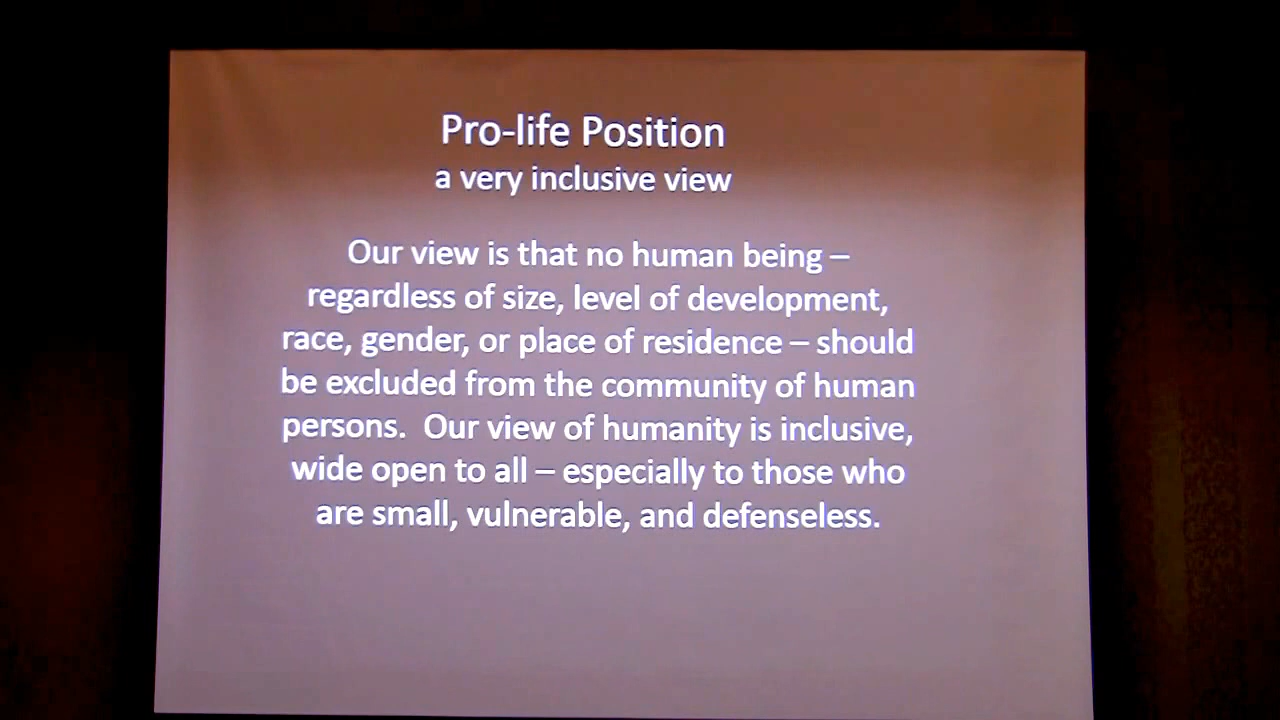 Pro-life Position
a very inclusive view
Our view is that no human being –
regardless of size, level of development,
race, gender, or place of residence – should
be excluded from the community of human
persons.  Our view of humanity is inclusive,
wide open to all – especially to those who
are small, vulnerable, and defenseless.